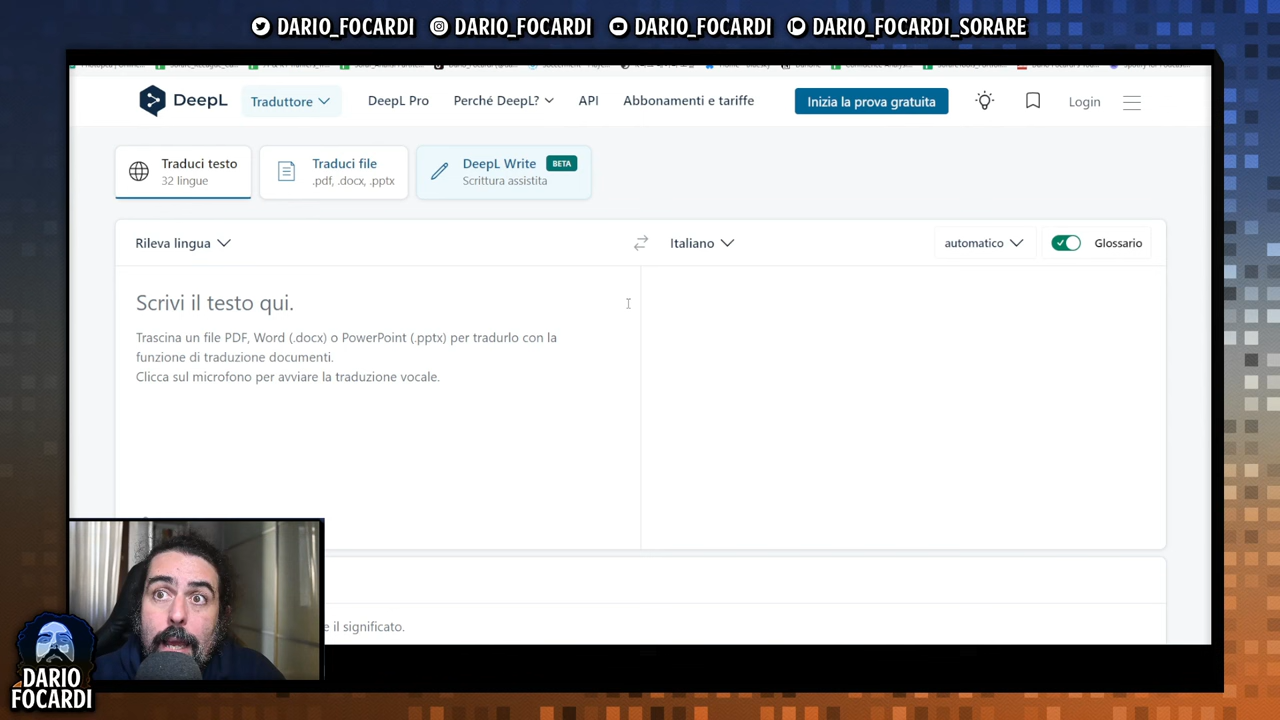 DARIO_FOCARDI DARIO_FOCARDI DARIO_FOCARDI DARIO_FOCARDI_SORARE
DeepL Traduttore DeepL Pro Perché DeepL? API Abbonamenti e tariffe Inizia la prova gratuita Login
Traduci testo
32 lingue
Traduci file
.pdf, .docx, .pptx
DeepL Write BETA
Scrittura assistita
Rileva lingua Italiano automatico Glossario
Scrivi il testo qui.
Trascina un file PDF, Word (.docx) o PowerPoint (.pptx) per tradurlo con la
funzione di traduzione documenti.
Clicca sul microfono per avviare la traduzione vocale.
e il significato.
DARIO
FOCARDI